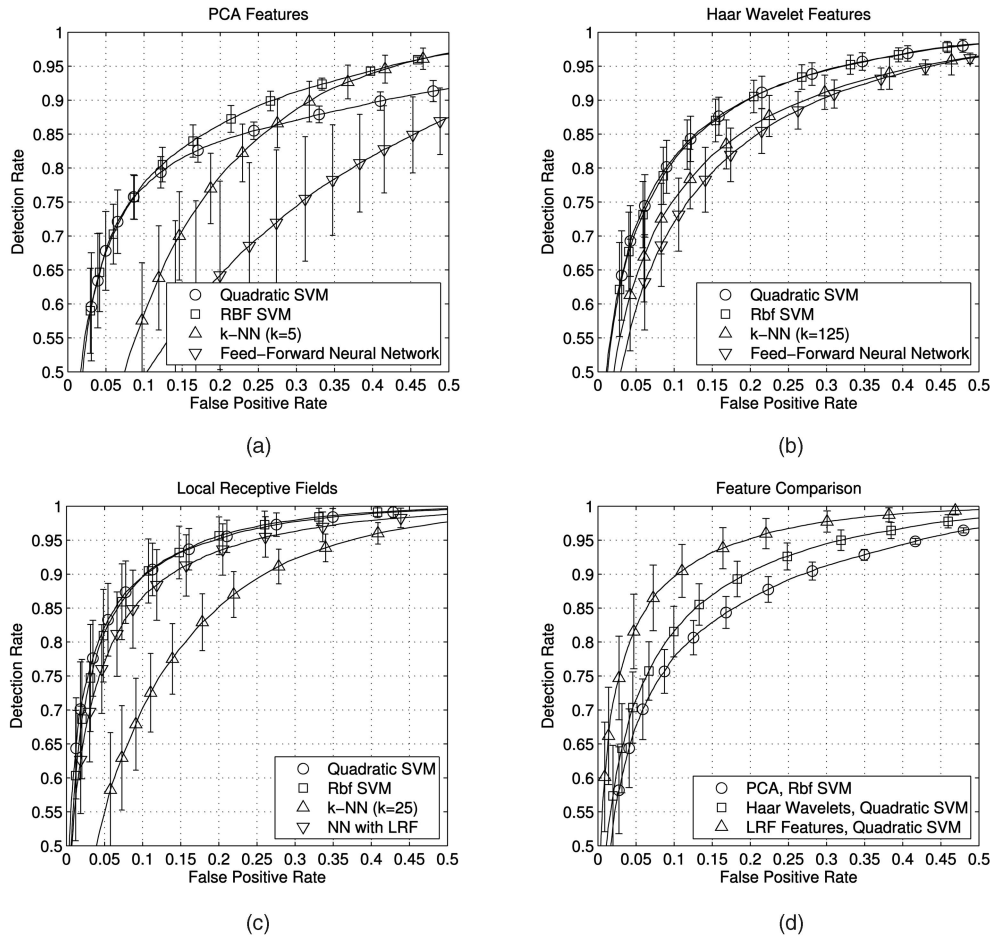 PCA Features
Detection Rate
0.95
0.9
0.85
0.8
0.75
0.7
0.65
0.6
0.55
0.5
1
0 0.05 0.1 0.15 0.2 0.25 0.3 0.35 0.4 0.45 0.5
False Positive Rate
Quadratic SVM
RBF SVM
k−NN (k=5)
Feed−Forward Neural Network
(a)
Haar Wavelet Features
Detection Rate
1
0.95
0.9
0.85
0.8
0.75
0.7
0.65
0.6
0.55
0.5
0 0.05 0.1 0.15 0.2 0.25 0.3 0.35 0.4 0.45 0.5
False Positive Rate
Quadratic SVM
Rbf SVM
k−NN (k=125)
Feed−Forward Neural Network
(b)
Local Receptive Fields
Detection Rate
1
0.95
0.9
0.85
0.8
0.75
0.7
0.65
0.6
0.55
0.5
0 0.05 0.1 0.15 0.2 0.25 0.3 0.35 0.4 0.45 0.5
False Positive Rate
Quadratic SVM
Rbf SVM
k−NN (k=25)
NN with LRF
(c)
Feature Comparison
Detection Rate
1
0.95
0.9
0.85
0.8
0.75
0.7
0.65
0.6
0.55
0.5
0 0.05 0.1 0.15 0.2 0.25 0.3 0.35 0.4 0.45 0.5
False Positive Rate
PCA, Rbf SVM
Haar Wavelets, Quadratic SVM
LRF Features, Quadratic SVM
(d)